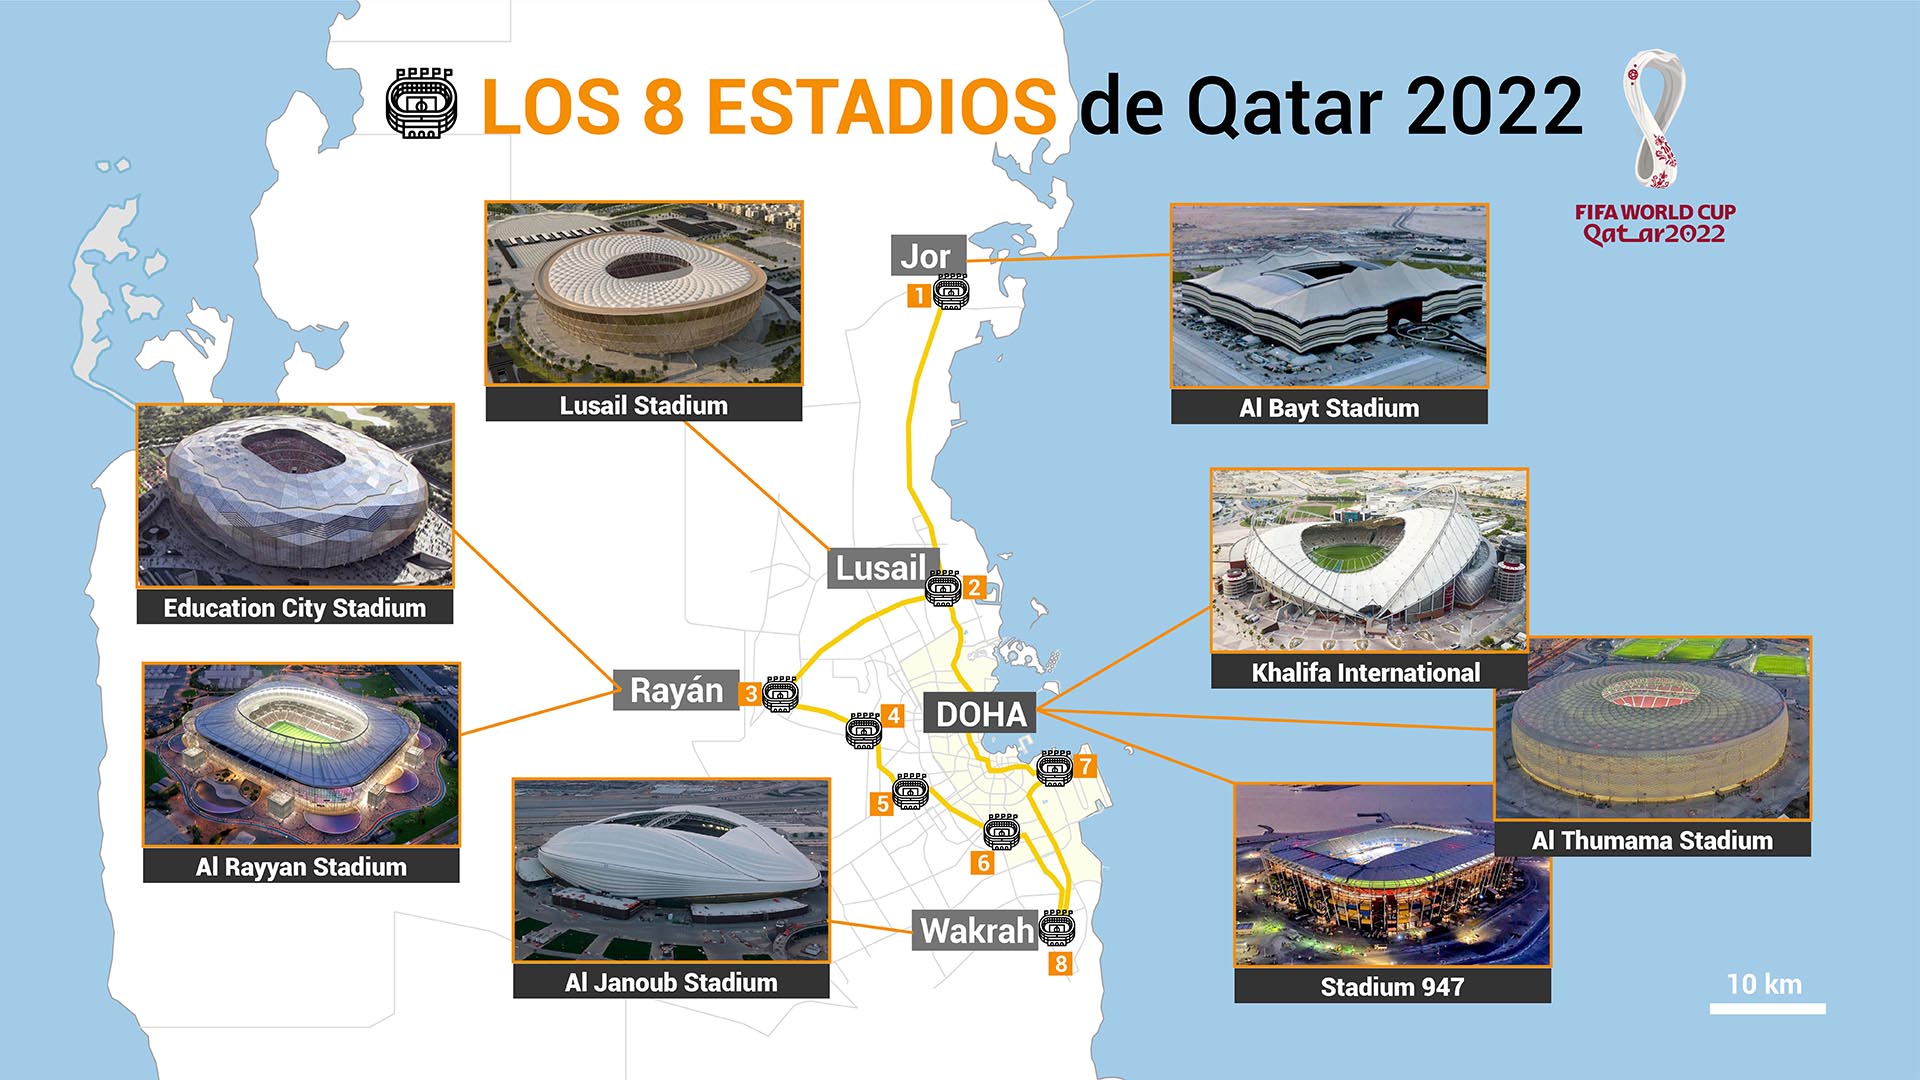 LOS 8 ESTADIOS de Qatar 2022
FIFA WORLD CUP
Qatar2022
Jor
1
Lusail Stadium
Al Bayt Stadium
Education City Stadium
Lusail
2
Khalifa International
Rayán
3
4
DOHA
7
5
6
Al Rayyan Stadium
Al Thumama Stadium
Wakrah
8
Al Janoub Stadium
Stadium 947
10 km